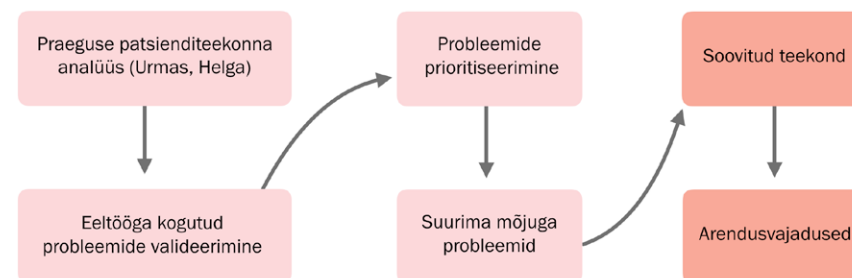 Praeguse patsienditeekonna
analüüs (Urmas, Helga)
Eeltööga kogutud
probleemide valideerimine
Probleemide
prioritiseerimine
Suurima mõjuga
probleemid
Soovitud teekond
Arendusvajadused